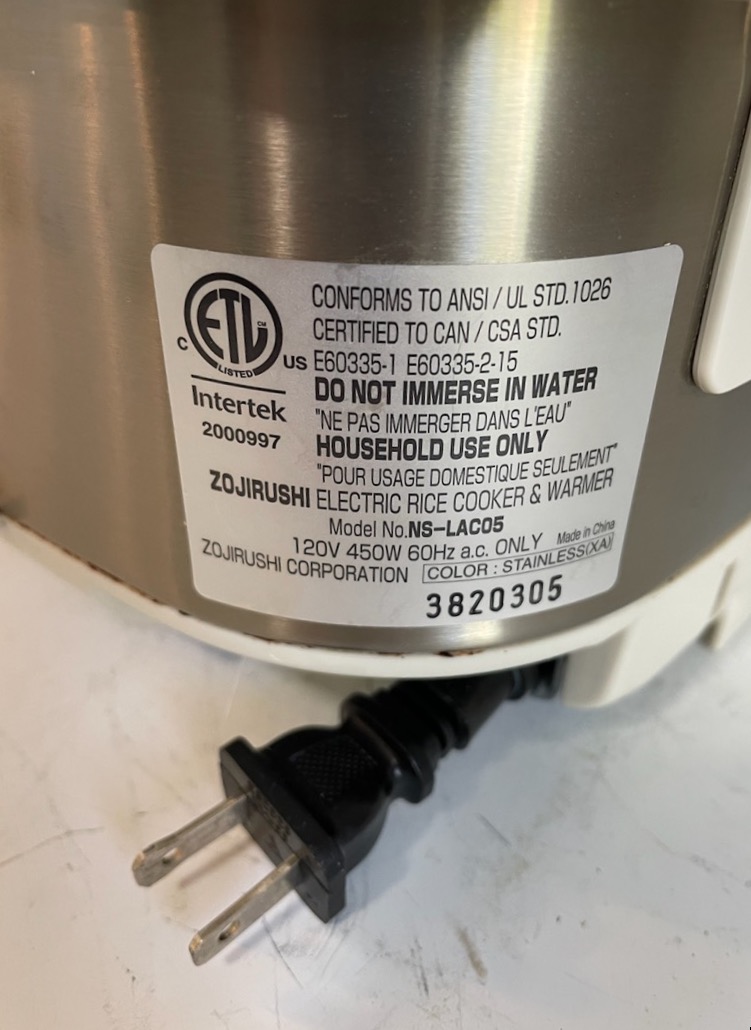 ETL CM
LISTED
C US
Intertek
2000997
CONFORMS TO ANSI / UL STD.1026
CERTIFIED TO CAN / CSA STD.
E60335-1 E60335-2-15
DO NOT IMMERSE IN WATER
"NE PAS IMMERGER DANS L'EAU"
HOUSEHOLD USE ONLY
"POUR USAGE DOMESTIQUE SEULEMENT"
ZOJIRUSHI ELECTRIC RICE COOKER & WARMER
Model No.NS-LAC05
120V 450W 60Hz a.c. ONLY Made in China
ZOJIRUSHI CORPORATION COLOR : STAINLESS(XA)
3820305